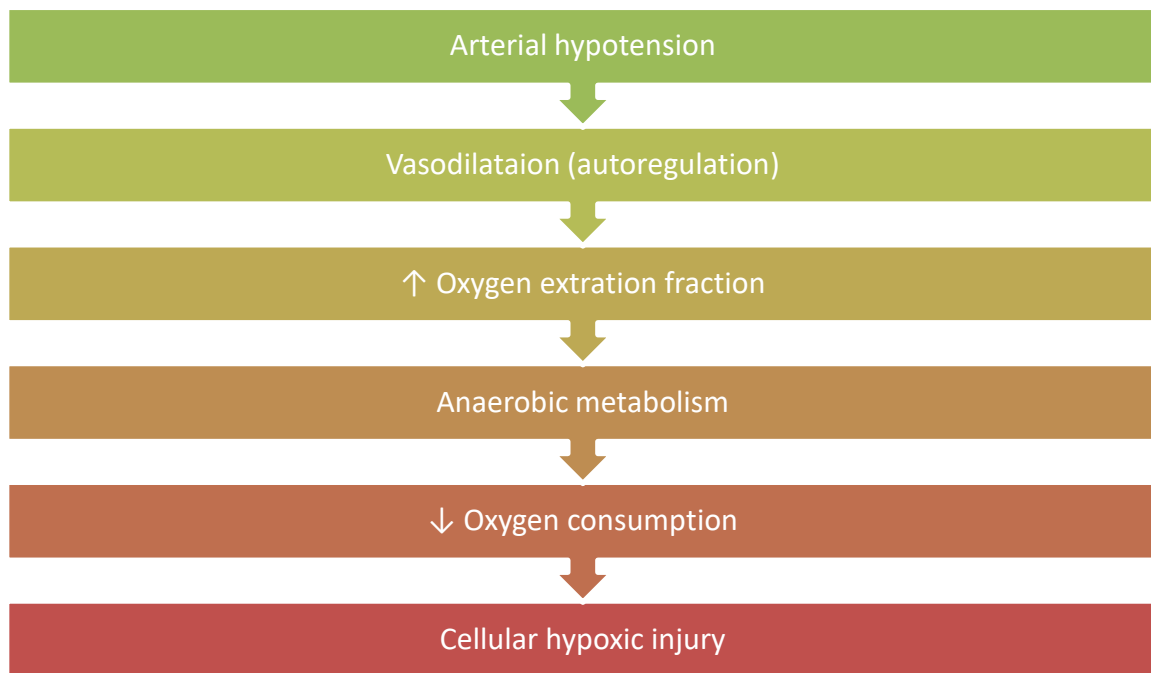 Arterial hypotension
Vasodilataion (autoregulation)
↑ Oxygen extration fraction
Anaerobic metabolism
↓ Oxygen consumption
Cellular hypoxic injury